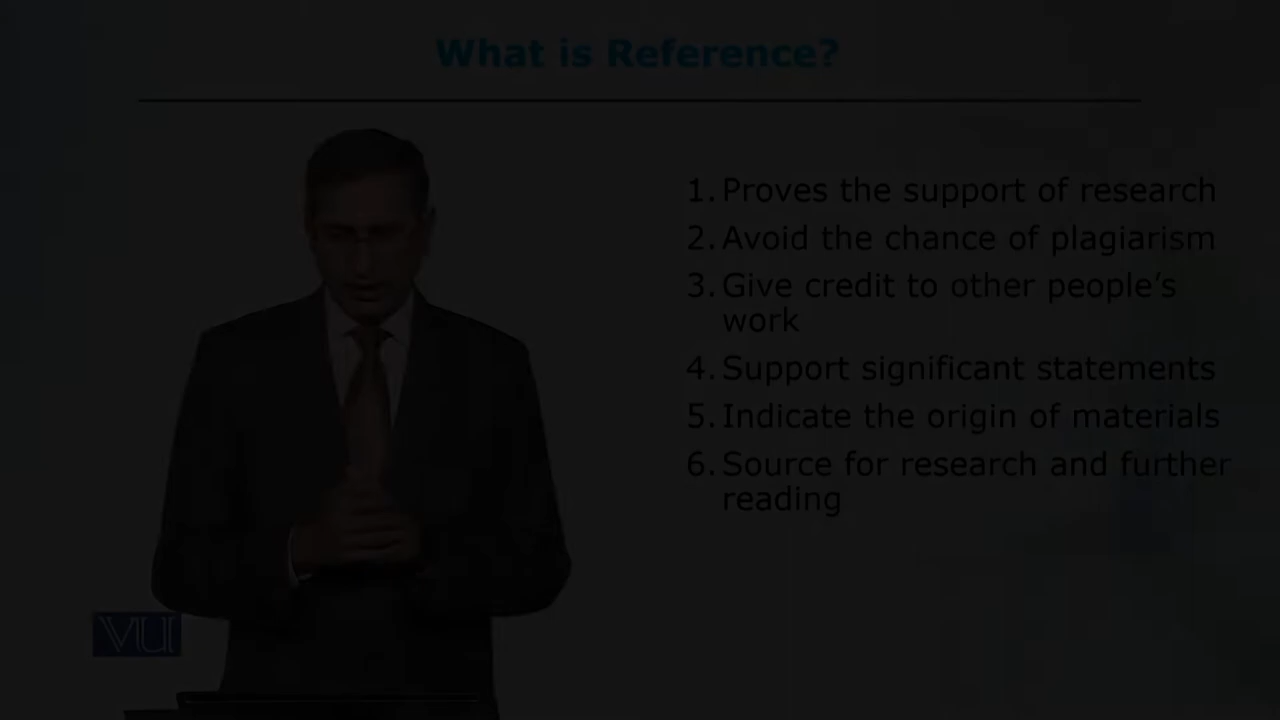 What is Reference?
1. Proves the support of research
2. Avoid the chance of plagiarism
3. Give credit to other people's
work
4. Support significant statements
5. Indicate the origin of materials
6. Source for research and further
reading
VU